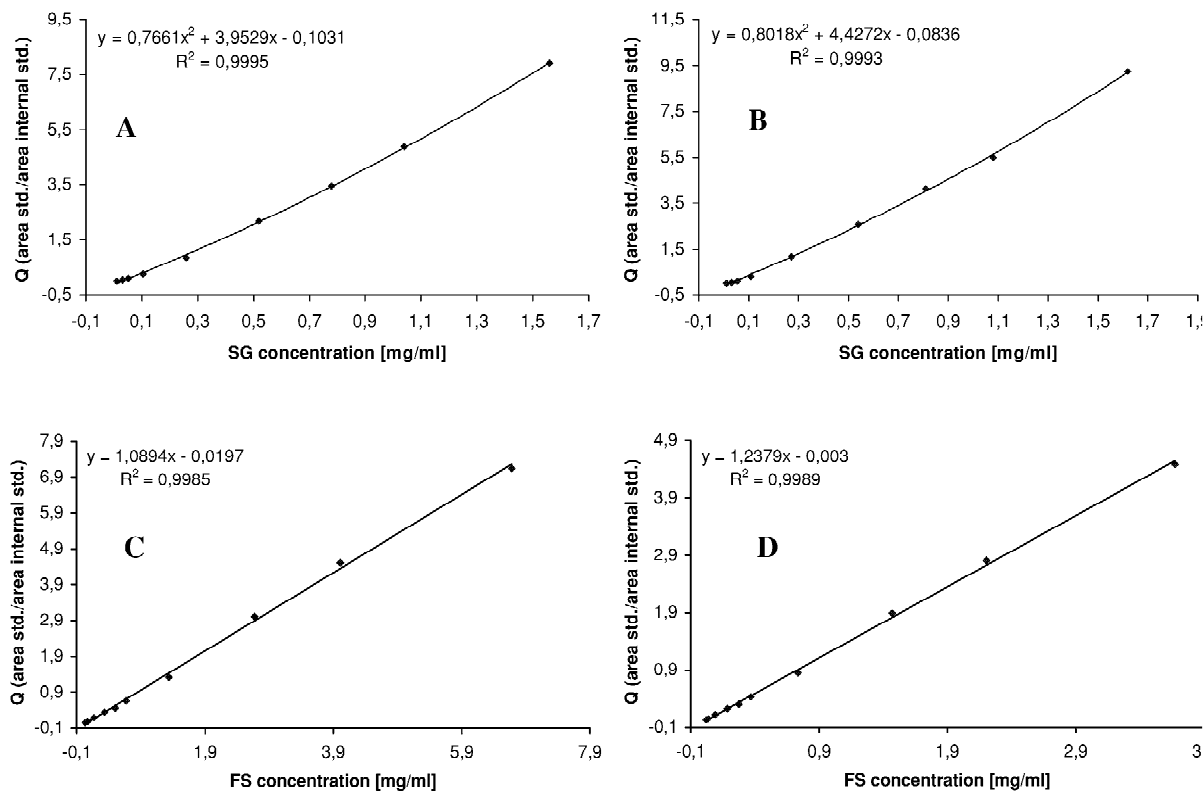 9,5
7,5
5,5
3,5
1,5
-0,5
Q (area std./area internal std.)
y = 0,7661x² + 3,9529x - 0,1031
R² = 0,9995
A
-0,1 0,1 0,3 0,5 0,7 0,9 1,1 1,3 1,5 1,7
SG concentration [mg/ml]
11,5
9,5
7,5
5,5
3,5
1,5
-0,5
Q (area std./area internal std.)
y = 0,8018x² + 4,4272x - 0,0836
R² = 0,9993
B
-0,1 0,1 0,3 0,5 0,7 0,9 1,1 1,3 1,5 1,7 1,9
SG concentration [mg/ml]
7,9
6,9
5,9
4,9
3,9
2,9
1,9
0,9
-0,1
Q (area std./area internal std.)
y = 1,0894x - 0,0197
R² = 0,9985
C
-0,1 1,9 3,9 5,9 7,9
FS concentration [mg/ml]
4,9
3,9
2,9
1,9
0,9
-0,1
Q (area std./area internal std.)
y = 1,2379x - 0,003
R² = 0,9989
D
-0,1 0,9 1,9 2,9 3
FS concentration [mg/ml]